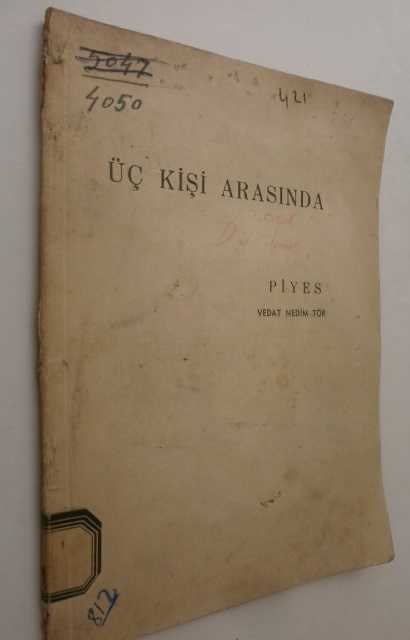 5047
4050
421
ÜÇ KİŞİ ARASINDA
PİYES
VEDAT NEDİM TÖR
812